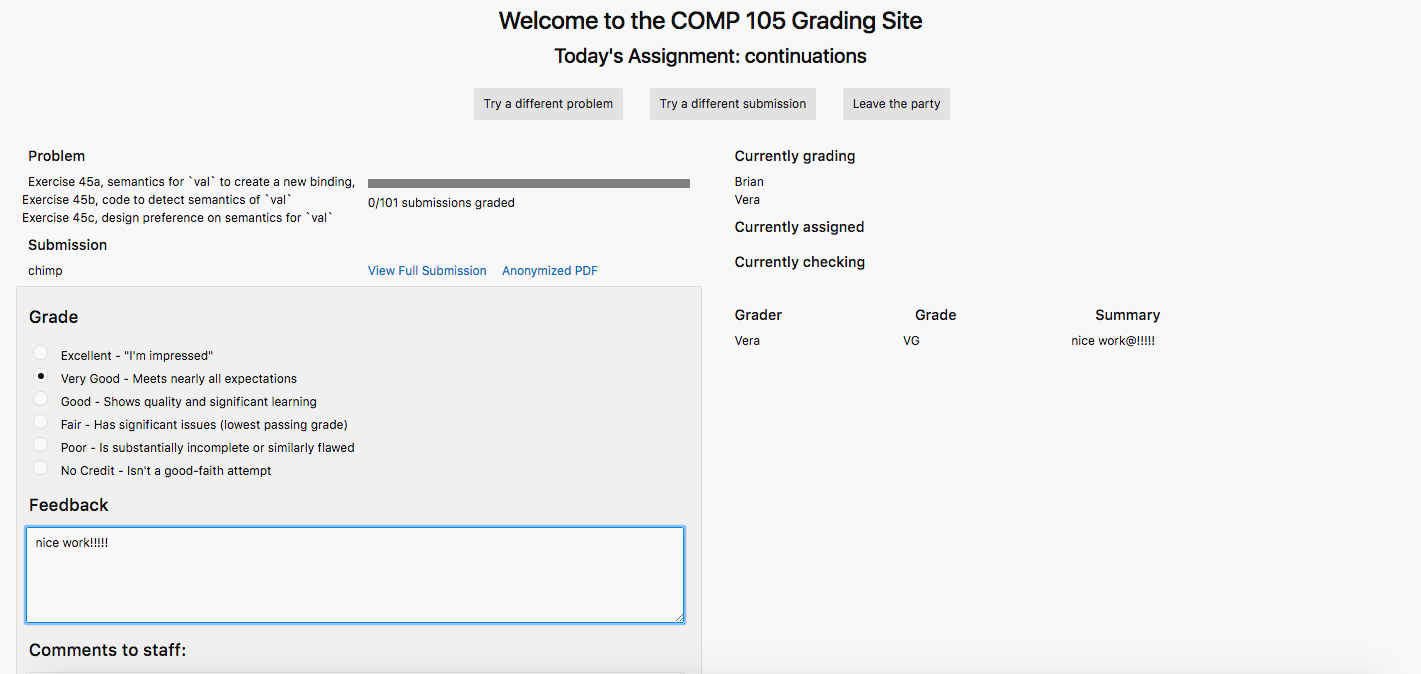 Welcome to the COMP 105 Grading Site
Today's Assignment: continuations
Try a different problem
Try a different submission
Leave the party
Problem
Exercise 45a, semantics for `val` to create a new binding,
Exercise 45b, code to detect semantics of `val`
Exercise 45c, design preference on semantics for `val`
0/101 submissions graded
Submission
chimp
View Full Submission
Anonymized PDF
Grade
Excellent - "I'm impressed"
Very Good - Meets nearly all expectations
Good - Shows quality and significant learning
Fair - Has significant issues (lowest passing grade)
Poor - Is substantially incomplete or similarly flawed
No Credit - Isn't a good-faith attempt
Feedback
nice work!!!!!
Comments to staff:
Currently grading
Brian
Vera
Currently assigned
Currently checking
Grader Grade Summary
Vera VG nice work@!!!!!